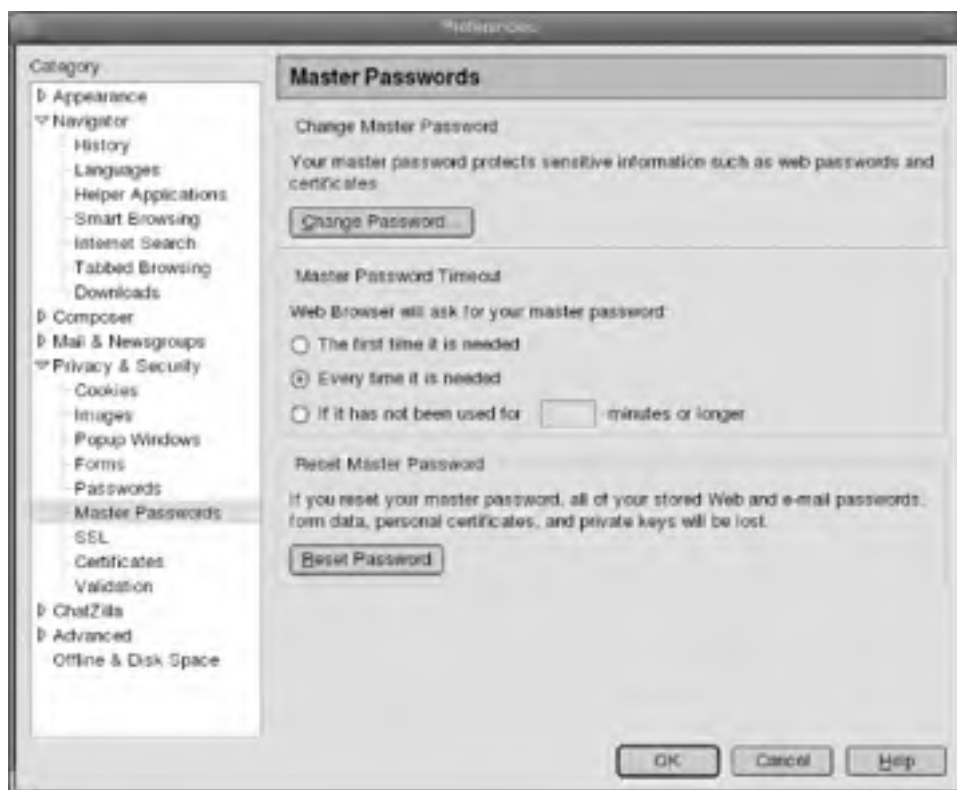 Preferences
Category
Appearance
Navigator
History
Languages
Helper Applications
Smart Browsing
Internet Search
Tabbed Browsing
Downloads
Composer
Mail & Newsgroups
Privacy & Security
Cookies
Images
Popup Windows
Forms
Passwords
Master Passwords
SSL
Certificates
Validation
ChatZilla
Advanced
Offline & Disk Space
Master Passwords
Change Master Password
Your master password protects sensitive information such as web passwords and
certificates.
Change Password...
Master Password Timeout
Web Browser will ask for your master password
The first time it is needed
Every time it is needed
If it has not been used for minutes or longer
Reset Master Password
If you reset your master password, all of your stored Web and e-mail passwords,
form data, personal certificates, and private keys will be lost.
Reset Password
OK
Cancel
Help